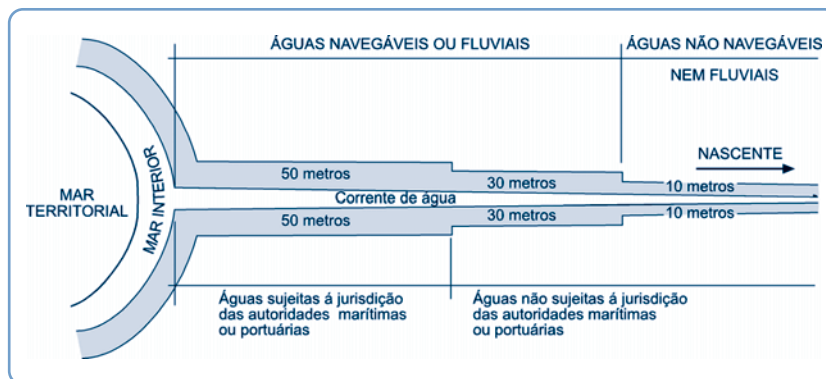 ÁGUAS NAVEGÁVEIS OU FLUVIAIS
ÁGUAS NÃO NAVEGÁVEIS
NEM FLUVIAIS
NASCENTE
50 metros
30 metros
10 metros
MAR
TERRITORIAL
MAR INTERIOR
Corrente de água
50 metros
30 metros
10 metros
Águas sujeitas á jurisdição
das autoridades marítimas
ou portuárias
Águas não sujeitas á jurisdição
das autoridades marítimas
ou portuárias